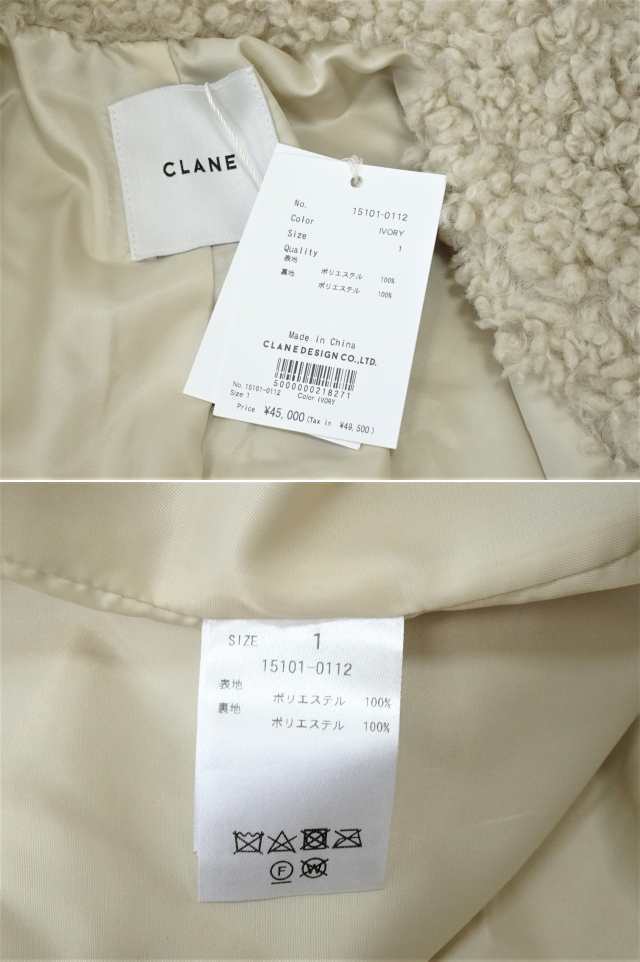 CLANE
No. 15101-0112
Color IVORY
Size 1
Quality
表地 ポリエステル 100%
裏地 ポリエステル 100%
Made in China
CLANE DESIGN CO.,LTD.
5000000218271
No. 15101-0112 Color IVORY
Size 1
Price ¥45,000 (Tax in ¥49,500)
SIZE 1
15101-0112
表地 ポリエステル 100%
裏地 ポリエステル 100%
F W